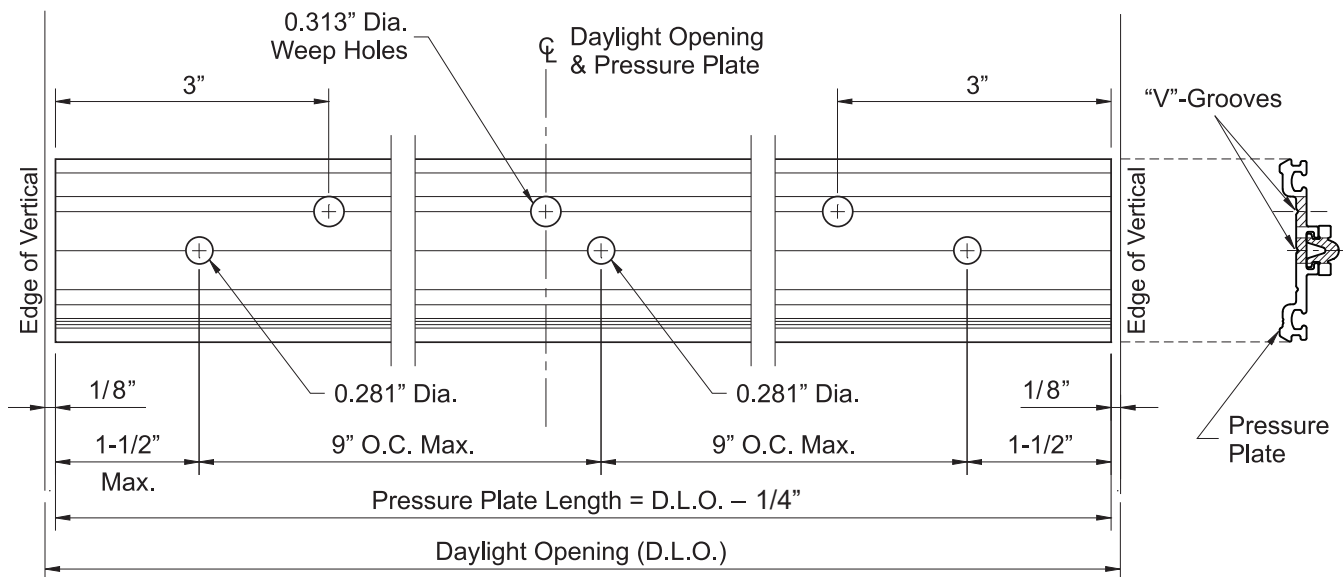 0.313” Dia.
Weep Holes
℄ Daylight Opening
& Pressure Plate
3”
3”
“V”-Grooves
Edge of Vertical
Edge of Vertical
1/8”
0.281” Dia.
0.281” Dia.
1/8”
1-1/2”
Max.
9” O.C. Max.
9” O.C. Max.
1-1/2”
Pressure
Plate
Pressure Plate Length = D.L.O. – 1/4”
Daylight Opening (D.L.O.)